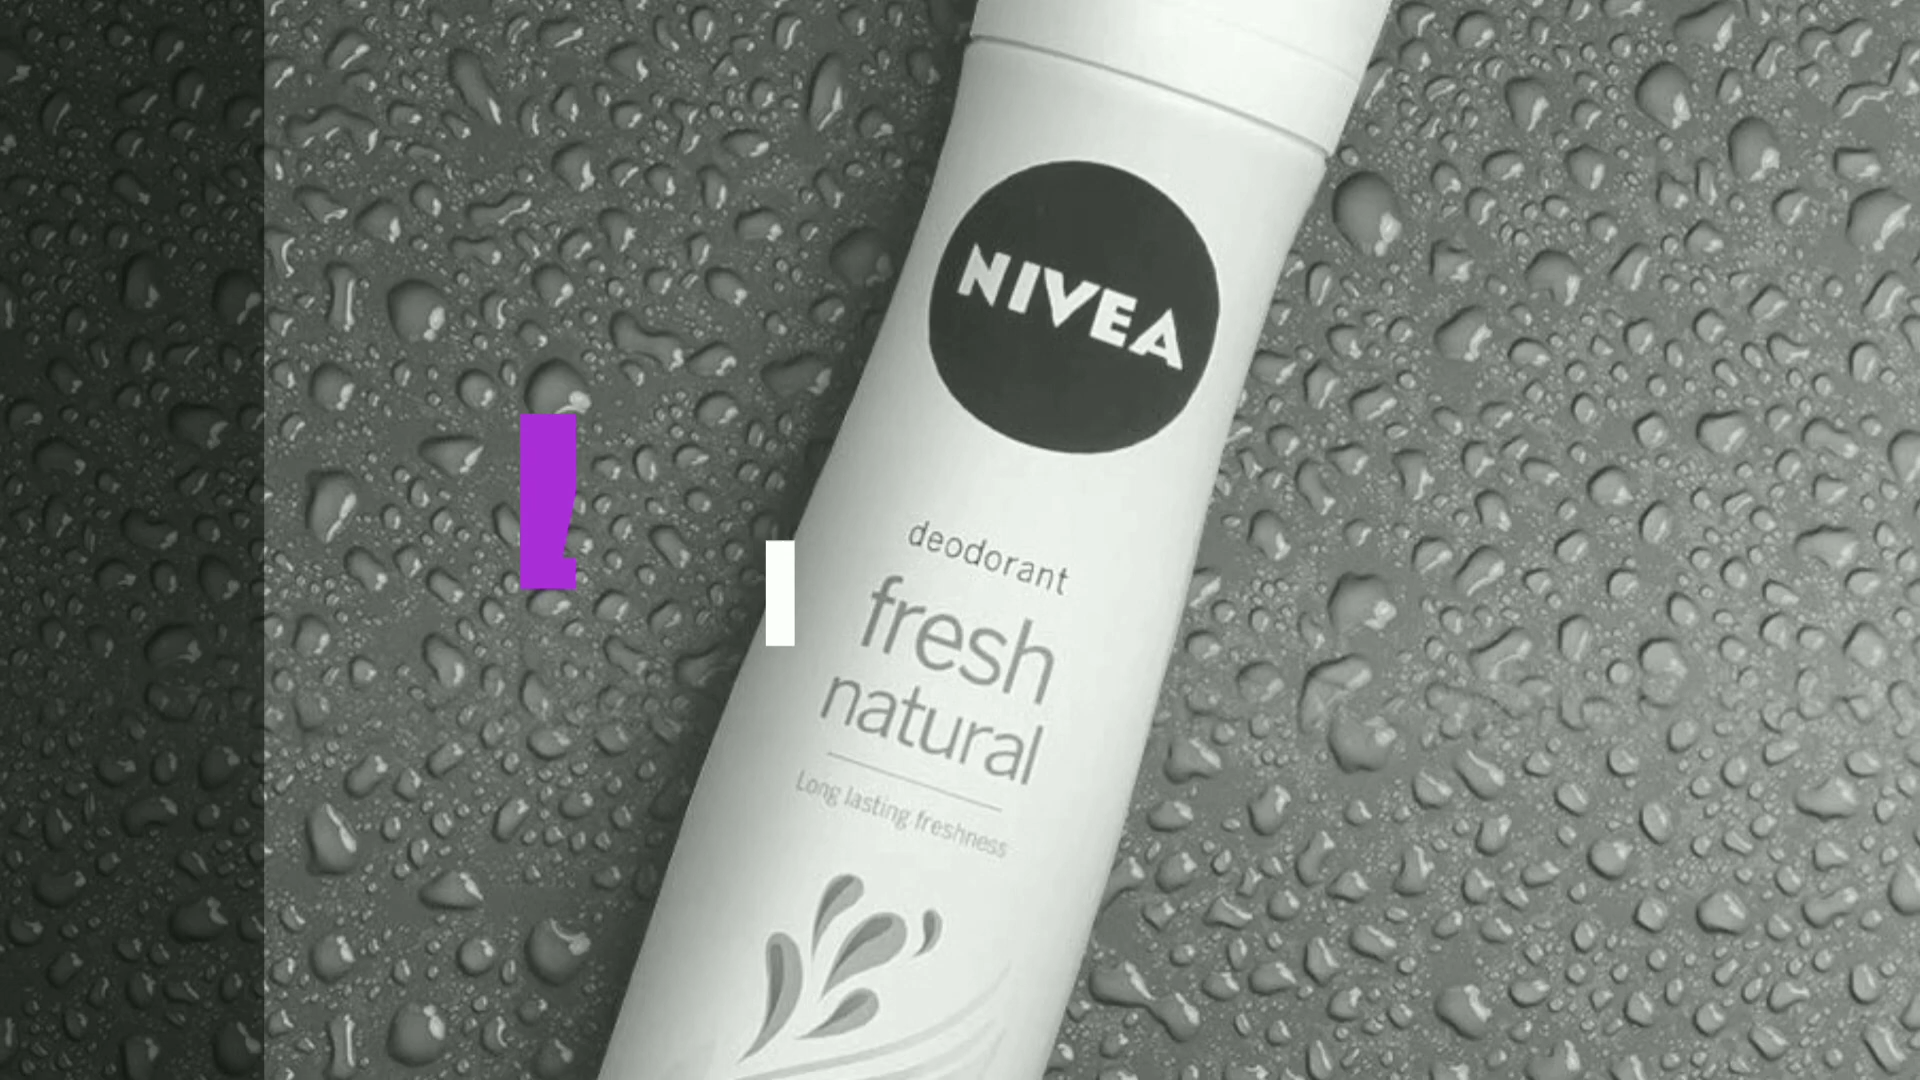 NIVEA
deodorant
fresh
natural
Long lasting freshness